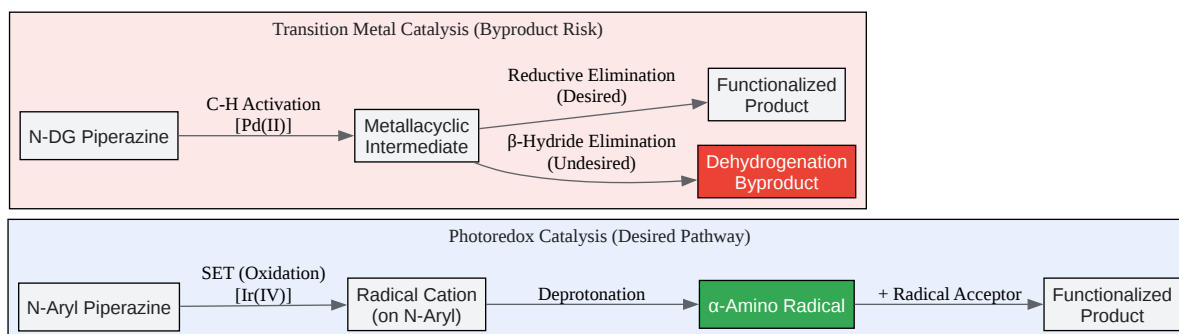 Transition Metal Catalysis (Byproduct Risk)
N-DG Piperazine
C-H Activation
[Pd(II)]
Metallacyclic
Intermediate
Reductive Elimination
(Desired)
Functionalized
Product
β-Hydride Elimination
(Undesired)
Dehydrogenation
Byproduct
Photoredox Catalysis (Desired Pathway)
N-Aryl Piperazine
SET (Oxidation)
[Ir(IV)]
Radical Cation
(on N-Aryl)
Deprotonation
α-Amino Radical
+ Radical Acceptor
Functionalized
Product